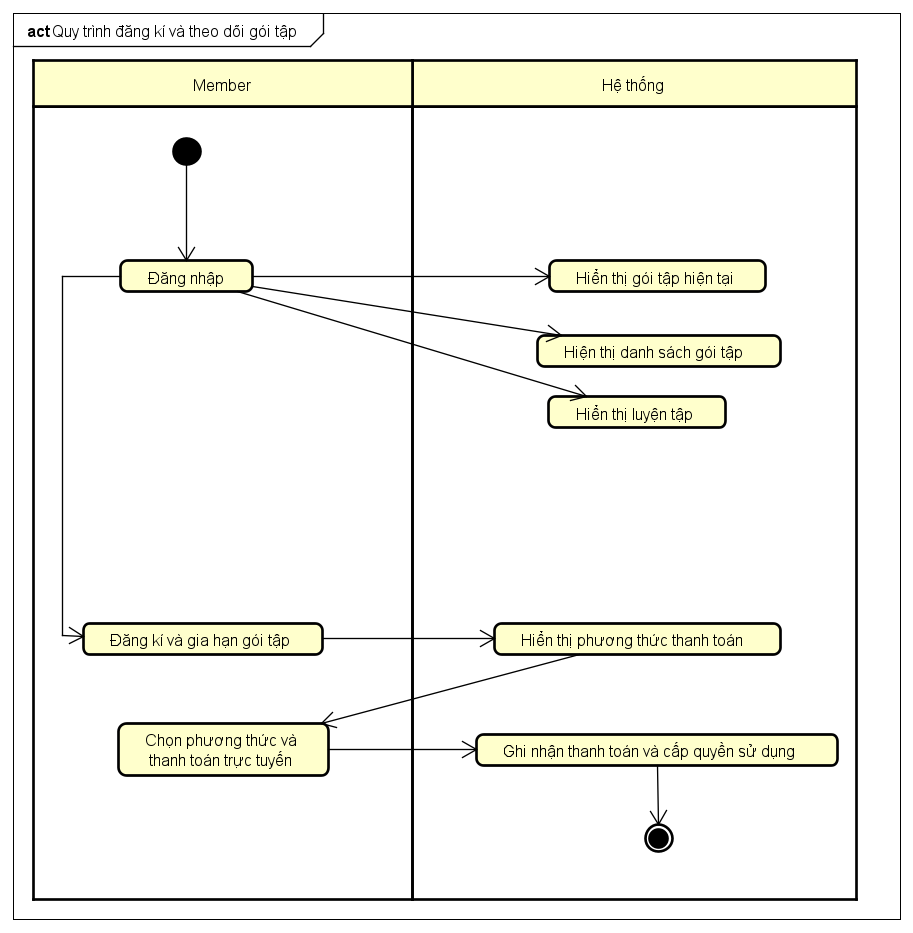 act Quy trình đăng kí và theo dõi gói tập
Member
Hệ thống
Đăng nhập
Hiển thị gói tập hiện tại
Hiện thị danh sách gói tập
Hiển thị luyện tập
Đăng kí và gia hạn gói tập
Hiển thị phương thức thanh toán
Chọn phương thức và
thanh toán trực tuyến
Ghi nhận thanh toán và cấp quyền sử dụng